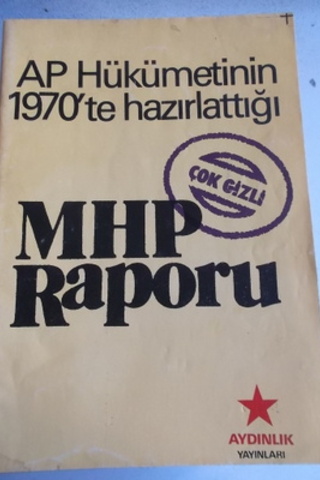 AP Hükümetinin
1970'te hazırlattığı
ÇOK GİZLİ
MHP
Raporu
AYDINLIK
YAYINLARI